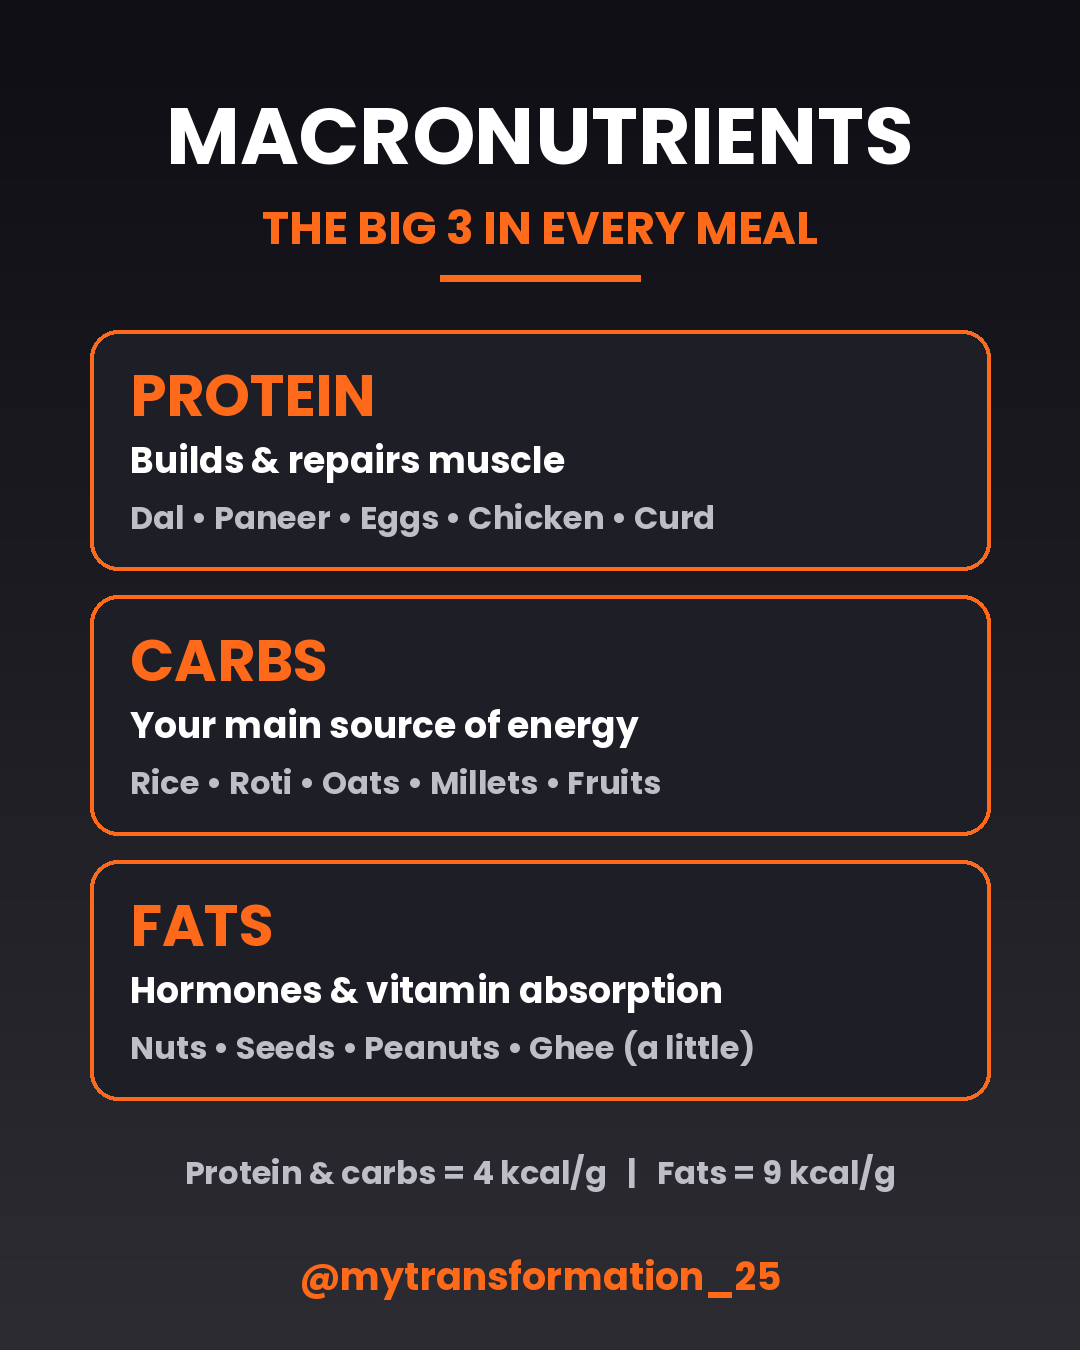 MACRONUTRIENTS
THE BIG 3 IN EVERY MEAL
PROTEIN
Builds & repairs muscle
Dal • Paneer • Eggs • Chicken • Curd
CARBS
Your main source of energy
Rice • Roti • Oats • Millets • Fruits
FATS
Hormones & vitamin absorption
Nuts • Seeds • Peanuts • Ghee (a little)
Protein & carbs = 4 kcal/g | Fats = 9 kcal/g
@mytransformation_25